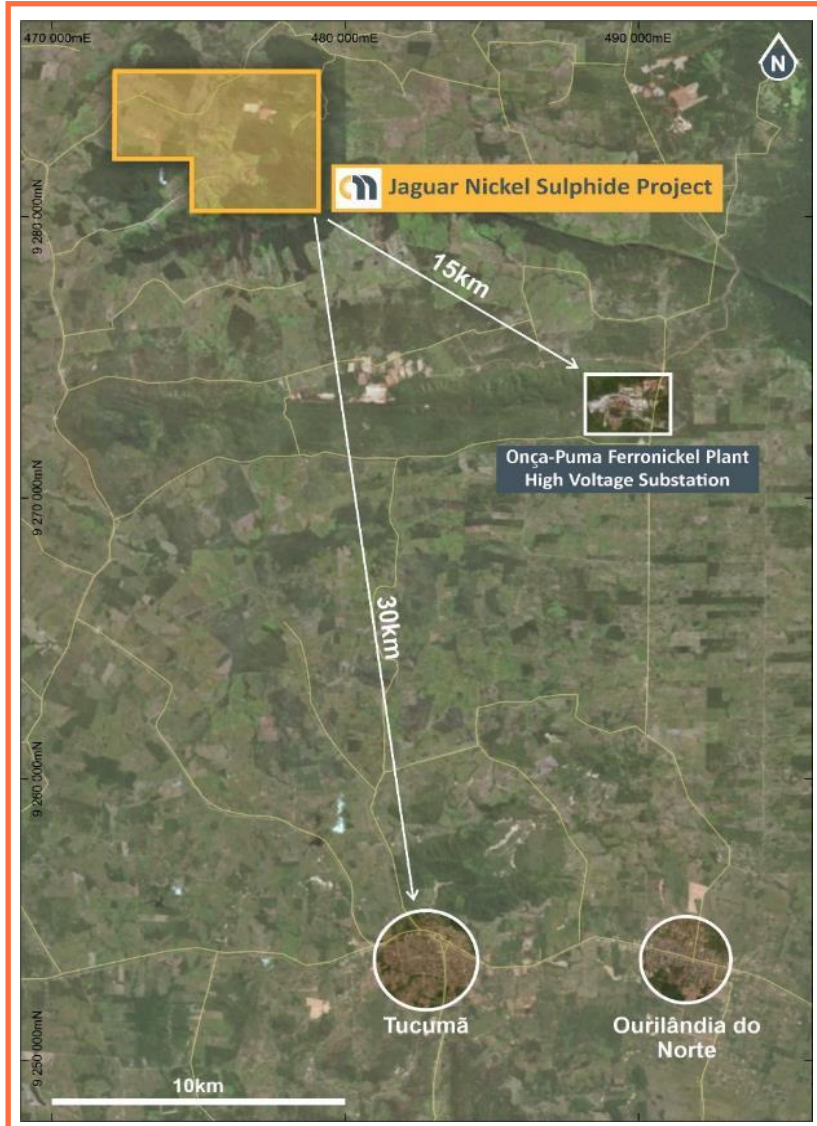 470 000mE
480 000mE
490 000mE
N
Jaguar Nickel Sulphide Project
9 280 000mN
15km
Onça-Puma Ferronickel Plant
High Voltage Substation
9 270 000mN
30km
9 260 000mN
Tucumã
Ourilândia do
Norte
9 250 000mN
10km